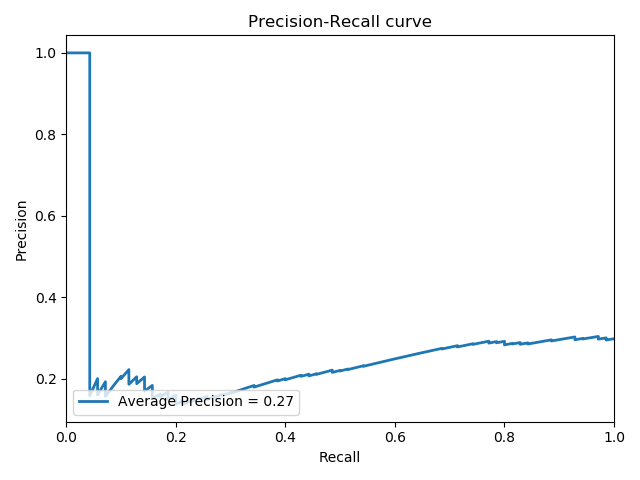 Precision-Recall curve
1.0
0.8
0.6
0.4
0.2
Precision
Average Precision = 0.27
0.0 0.2 0.4 0.6 0.8 1.0
Recall